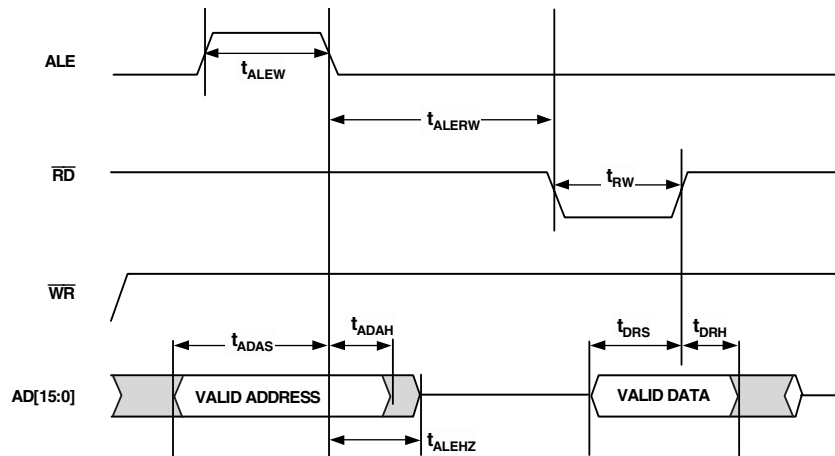 ALE
tALEW
tALERW
RD
tRW
WR
tADAS
tADAH
tDRS
tDRH
AD[15:0]
VALID ADDRESS
VALID DATA
tALEHZ